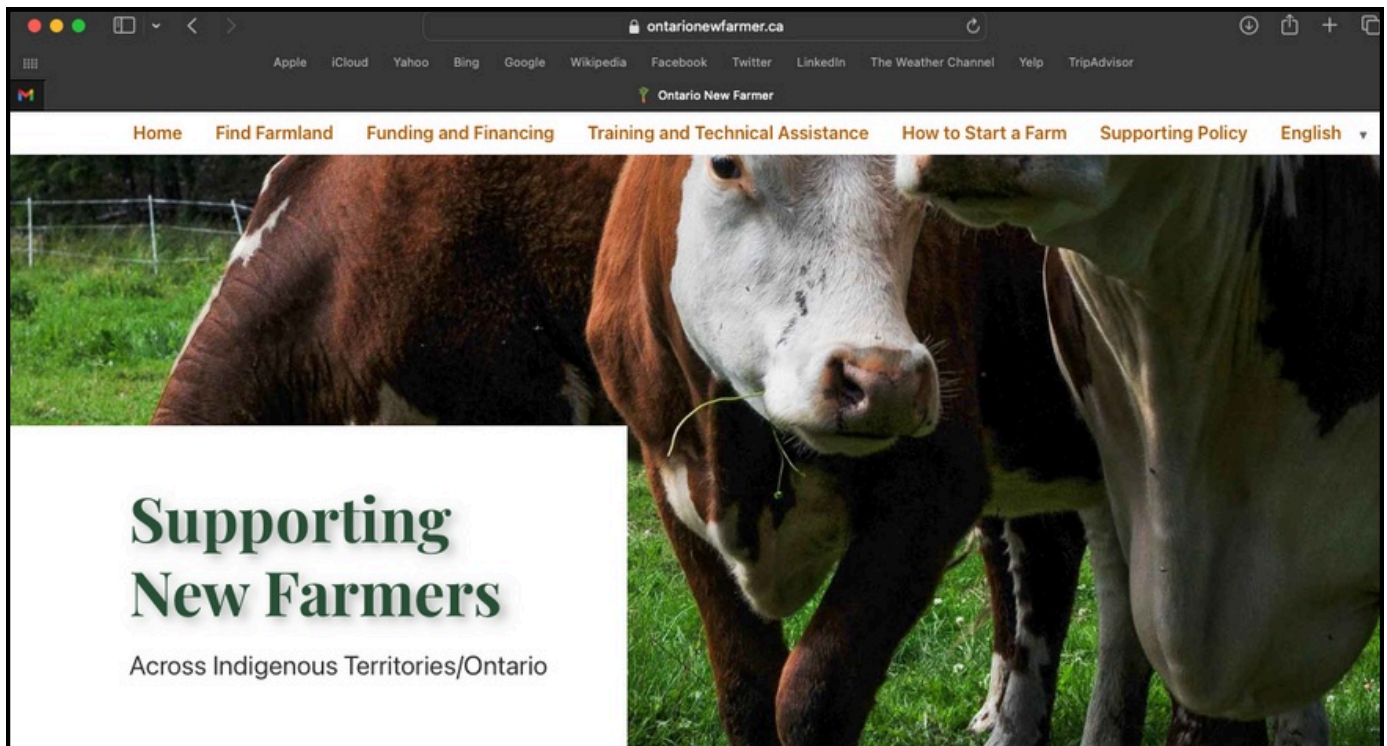 ontarionewfarmer.ca
Apple iCloud Yahoo Bing Google Wikipedia Facebook Twitter LinkedIn The Weather Channel Yelp TripAdvisor
Ontario New Farmer
Home Find Farmland Funding and Financing Training and Technical Assistance How to Start a Farm Supporting Policy English
Supporting
New Farmers
Across Indigenous Territories/Ontario